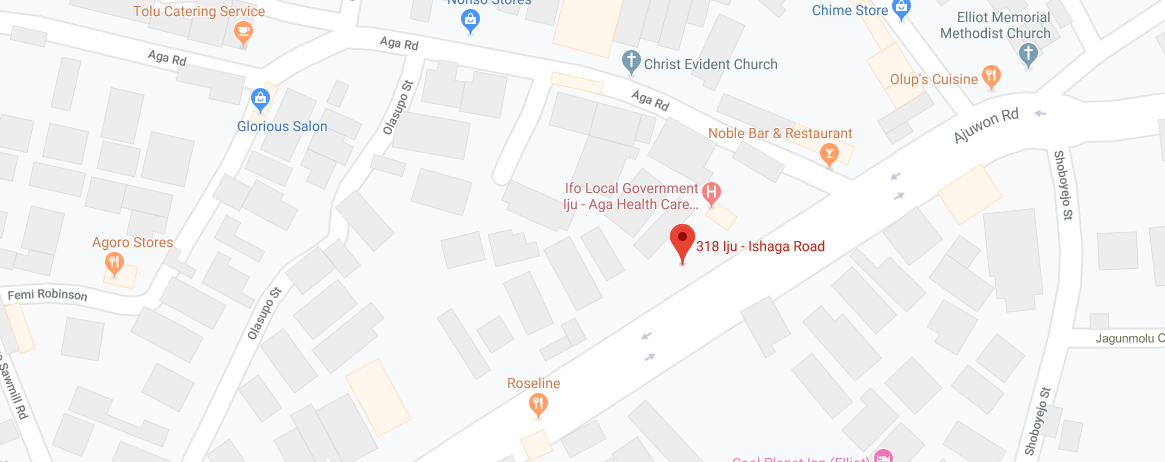 Tolu Catering Service
Nonso Stores
Chime Store
Elliot Memorial
Methodist Church
Aga Rd
Aga Rd
Christ Evident Church
Olup's Cuisine
Aga Rd
Ajuwon Rd
Glorious Salon
Olasupo St
Noble Bar & Restaurant
Shoboyejo St
Ifo Local Government
Iju - Aga Health Care...
318 Iju - Ishaga Road
Agoro Stores
Femi Robinson
Olasupo St
Jagunmolu
Sawmill Rd
Roseline
Shoboyejo St
Cool Planet Inn (Elliot)